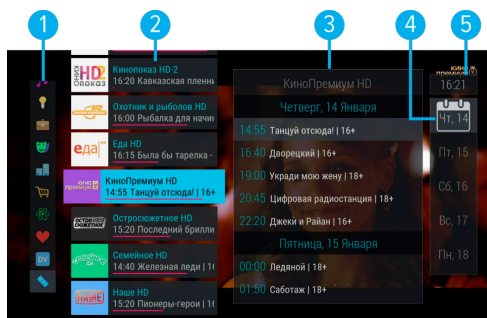 1
2
3
4
5
HD2
Кинопоказ HD-2
16:20 Кавказская пленни
Охотник и рыболов HD
16:00 Рыбалка для начин
еда
Еда HD
16:15 Была бы тарелка -
КиноПремиум HD
14:55 Танцуй отсюда! | 16+
ОСТРО
СЮЖЕТНОЕ
Остросюжетное HD
15:20 Последний брилли
Семейное HD
14:40 Железная леди | 16
НАШЕ
Наше HD
15:20 Пионеры-герои | 16
DV
КиноПремиум HD
Четверг, 14 Января
14:55 Танцуй отсюда! | 16+
16:40 Дворецкий | 16+
19:00 Укради мою жену | 18+
20:45 Цифровая радиостанция | 18+
22:20 Джеки и Райан | 16+
Пятница, 15 Января
00:00 Ледяной | 18+
01:50 Саботаж | 18+
16:21
Чт, 14
Пт, 15
Сб, 16
Вс, 17
Пн, 18